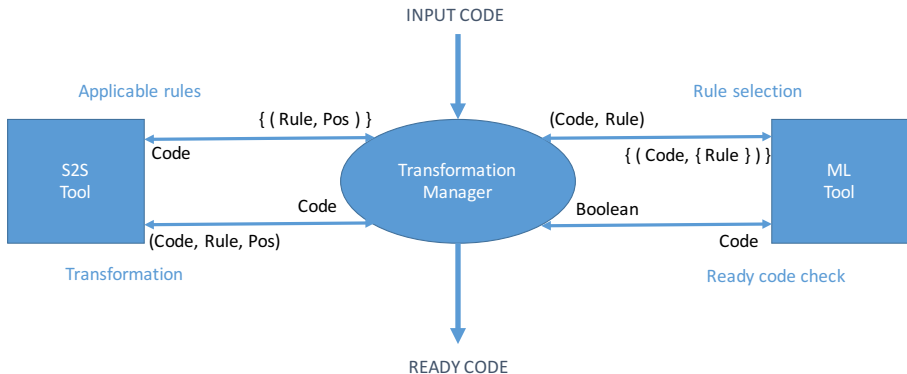 INPUT CODE
Applicable rules
Rule selection
{ ( Rule, Pos ) }
(Code, Rule)
Code
{ ( Code, { Rule } ) }
S2S
Tool
Transformation
Manager
ML
Tool
Code
Boolean
(Code, Rule, Pos)
Code
Transformation
Ready code check
READY CODE